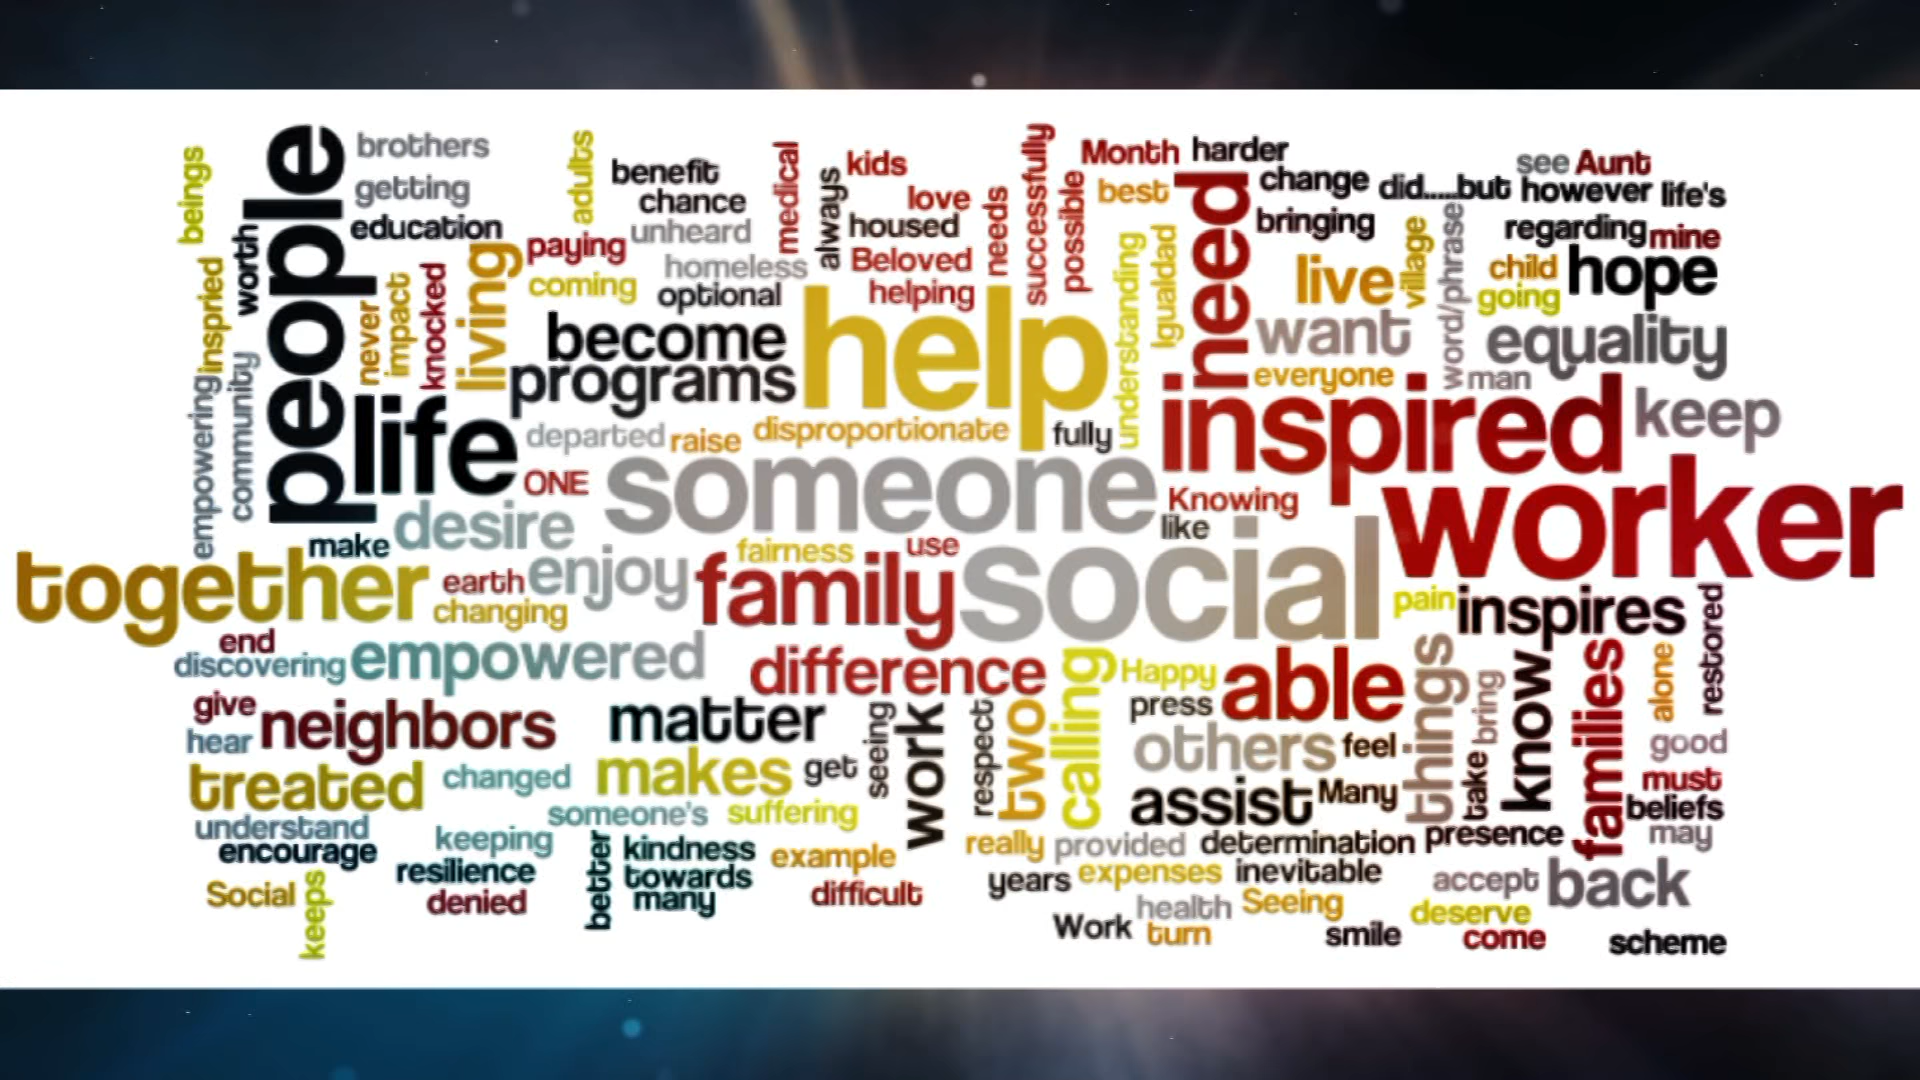 beings
people
brothers
getting
education
worth
inspried
empowering
community
never
impact
knocked
living
adults
benefit
chance
unheard
paying
coming
homeless
optional
medical
always
kids
love
housed
Beloved
helping
needs
successfully
possible
Month
best
harder
need
change
bringing
did.....but
see
Aunt
however
life's
regarding
mine
village
word/phrase
child
going
hope
live
want
everyone
man
equality
understanding
Igualdad
become
programs
help
life
departed
raise
disproportionate
fully
inspired
keep
ONE
someone
Knowing
like
worker
desire
make
together
earth
changing
enjoy
fairness
use
family
social
pain
inspires
restored
end
discovering
empowered
difference
calling
Happy
press
able
things
bring
know
families
alone
give
hear
neighbors
matter
seeing
work
respect
two
others
feel
take
good
must
beliefs
may
treated
changed
makes
get
assist
Many
someone's
suffering
understand
encourage
keeping
resilience
better
kindness
towards
many
example
difficult
really
provided
determination
presence
years
expenses
inevitable
accept
back
Social
keeps
denied
health
Seeing
deserve
Work
turn
smile
come
scheme